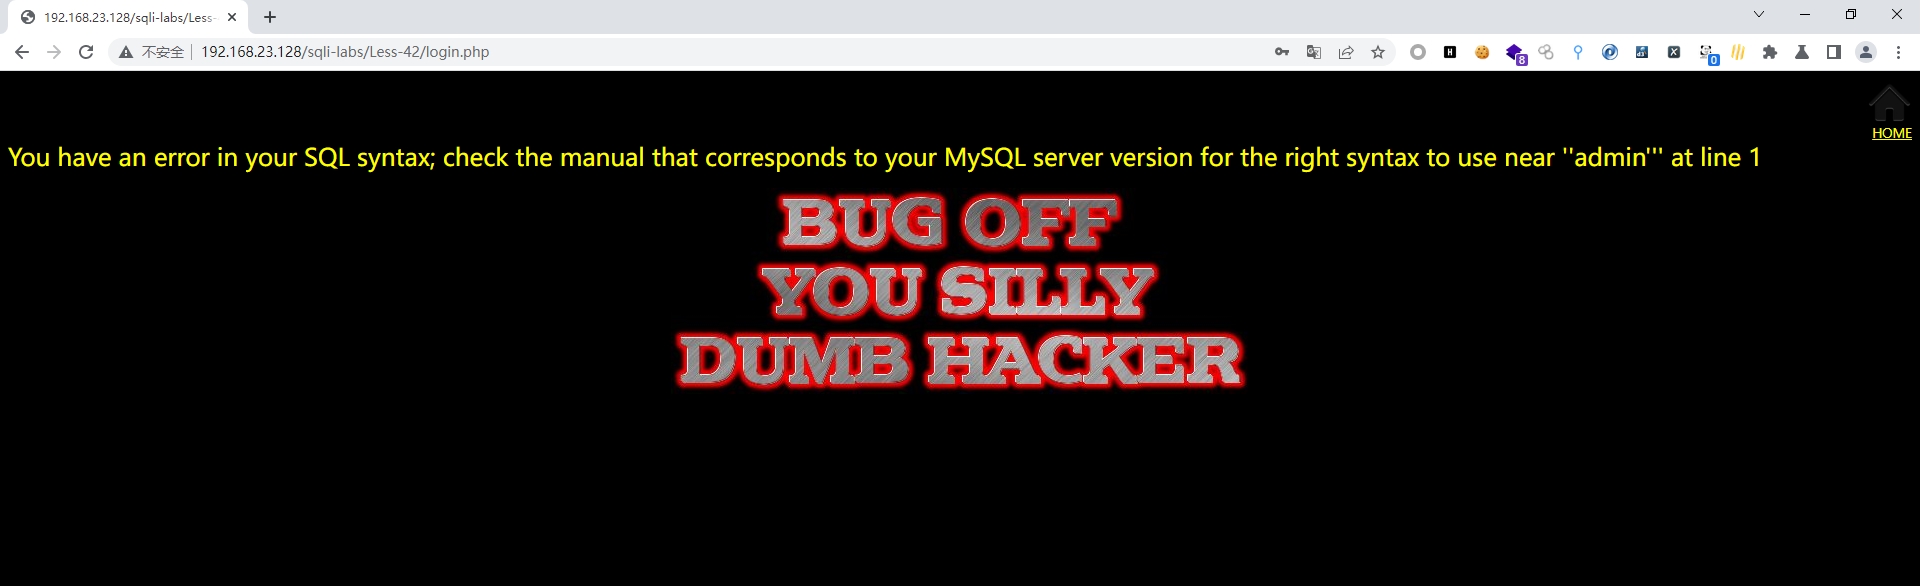 192.168.23.128/sqli-labs/Less-
不安全
192.168.23.128/sqli-labs/Less-42/login.php
8
0
HOME
You have an error in your SQL syntax; check the manual that corresponds to your MySQL server version for the right syntax to use near ''admin''' at line 1
BUG OFF
YOU SILLY
DUMB HACKER